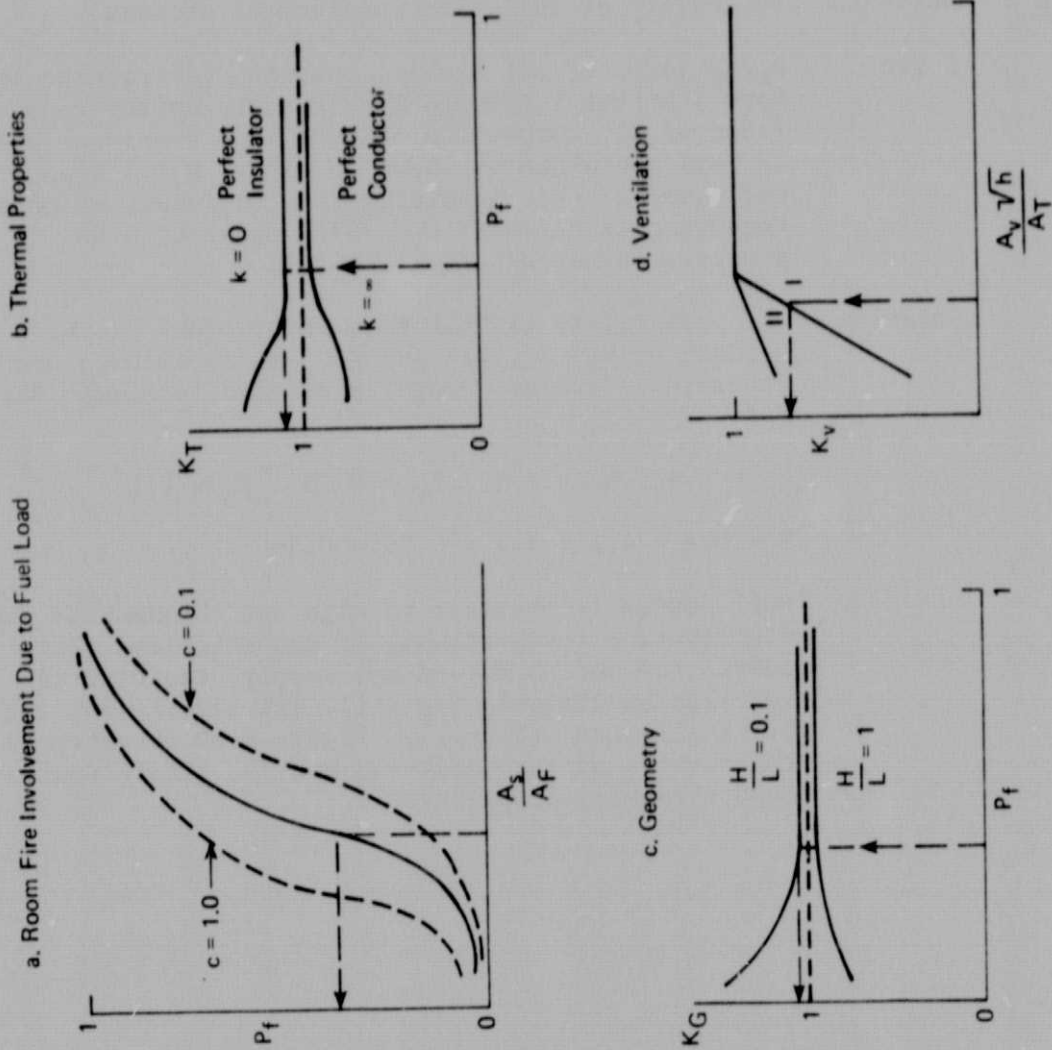 a. Room Fire Involvement Due to Fuel Load
1
P_f
0
c = 1.0
c = 0.1
A_S
A_F
b. Thermal Properties
K_T
1
0
k = O
Perfect
Insulator
k = ∞
Perfect
Conductor
P_f
1
c. Geometry
K_G
1
0
H
L
= 0.1
H
L
= 1
P_f
1
d. Ventilation
1
K_v
II
I
A_v √h
A_T